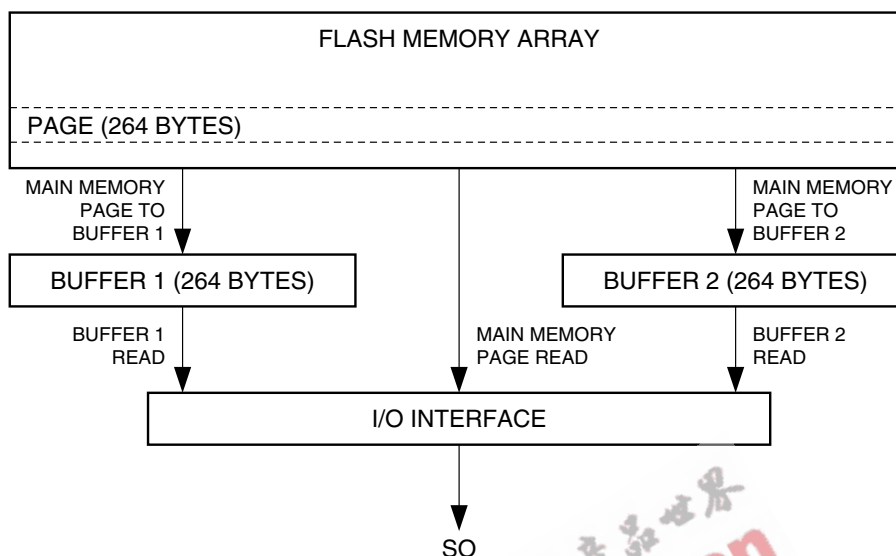 FLASH MEMORY ARRAY
PAGE (264 BYTES)
MAIN MEMORY
PAGE TO
BUFFER 1
MAIN MEMORY
PAGE TO
BUFFER 2
BUFFER 1 (264 BYTES)
BUFFER 2 (264 BYTES)
BUFFER 1
READ
MAIN MEMORY
PAGE READ
BUFFER 2
READ
I/O INTERFACE
SO